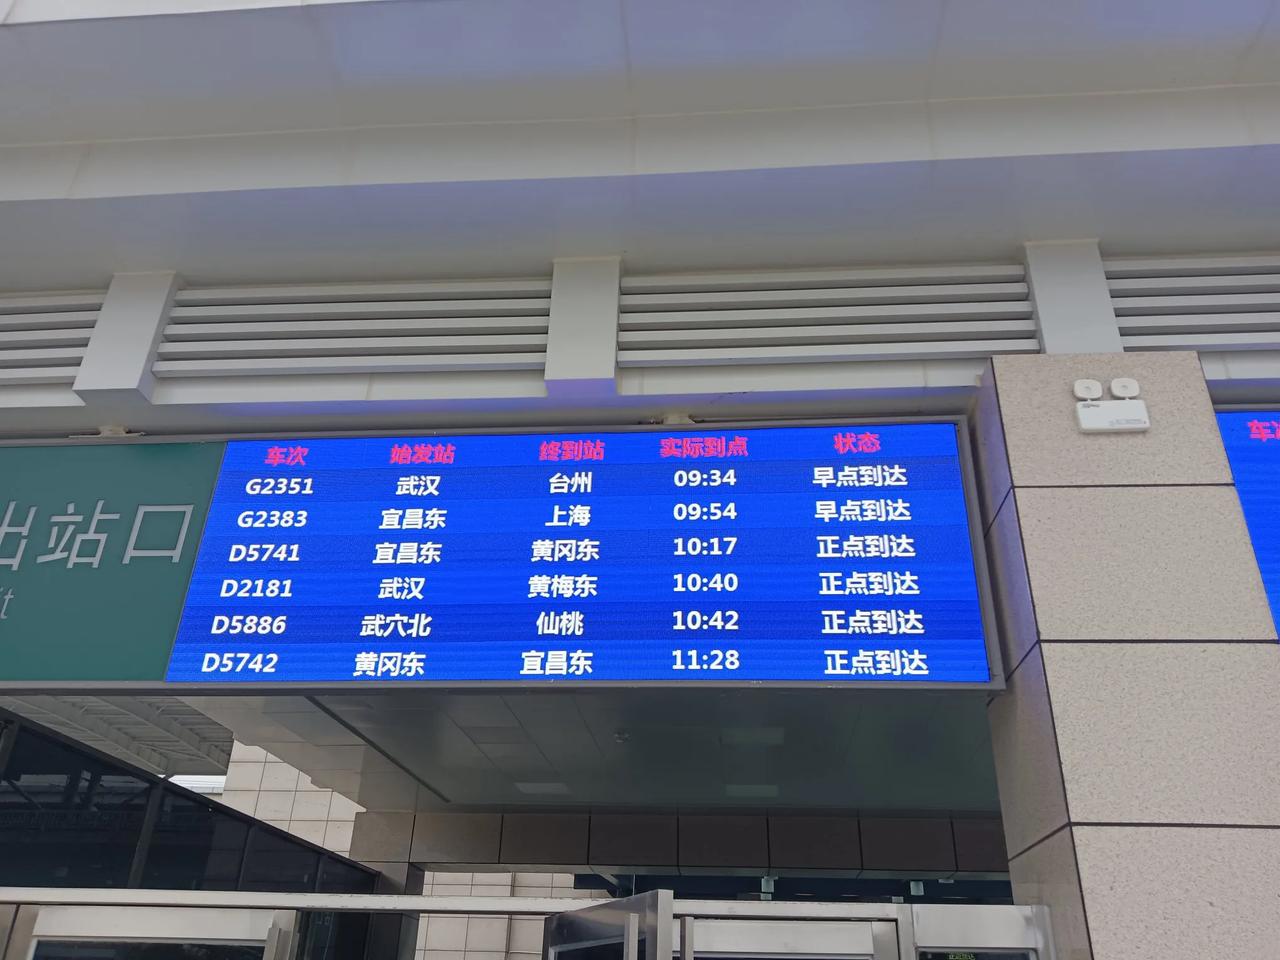 出站口
车次 始发站 终到站 实际到点 状态
G2351 武汉 台州 09:34 早点到达
G2383 宜昌东 上海 09:54 早点到达
D5741 宜昌东 黄冈东 10:17 正点到达
D2181 武汉 黄梅东 10:40 正点到达
D5886 武穴北 仙桃 10:42 正点到达
D5742 黄冈东 宜昌东 11:28 正点到达
车次